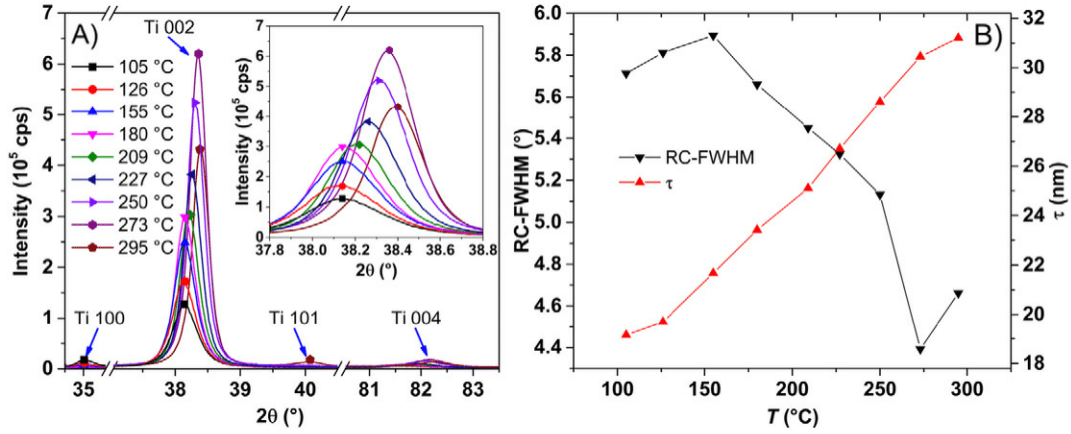 A)
Ti 002
105 °C
126 °C
155 °C
180 °C
209 °C
227 °C
250 °C
273 °C
295 °C
Ti 100
Ti 101
Ti 004
Intensity (10⁵ cps)
7
6
5
4
3
2
1
0
35
38
39
40
81
82
83
2θ (°)
Intensity (10⁵ cps)
7
6
5
4
3
2
1
0
37.8
38.0
38.2
38.4
38.6
38.8
2θ (°)
B)
RC-FWHM (°)
6.0
5.8
5.6
5.4
5.2
5.0
4.8
4.6
4.4
RC-FWHM
τ
100
150
200
250
300
T (°C)
32
30
28
26
24
22
20
18
τ (nm)